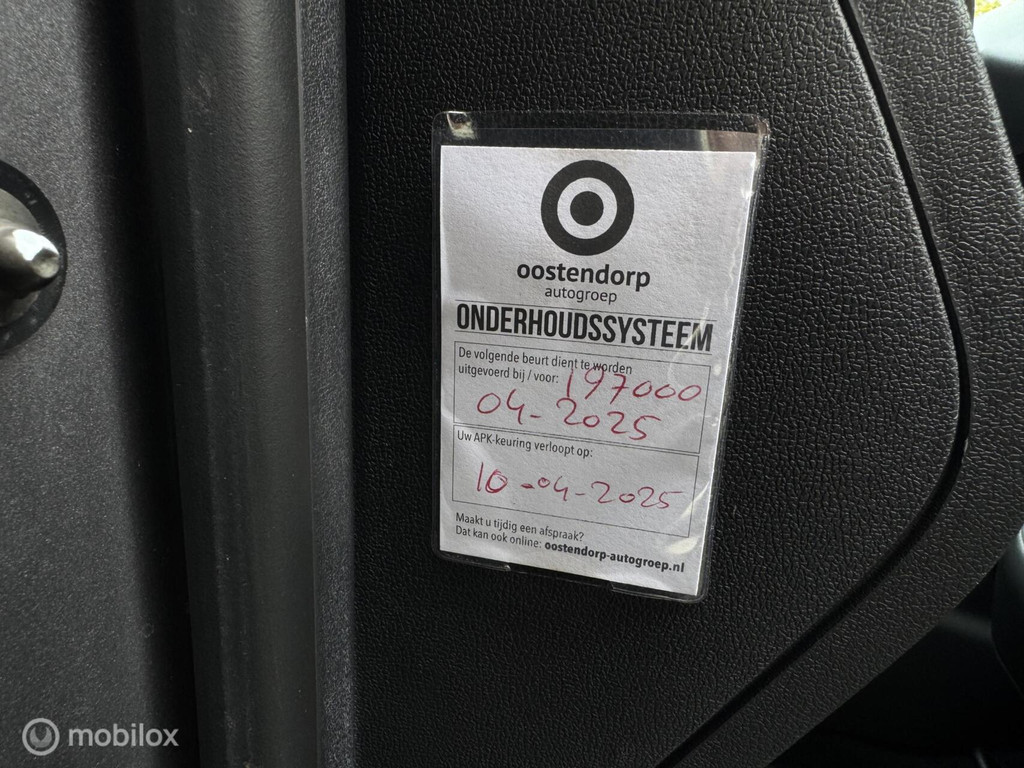 oostendorp
autogroep
ONDERHOUDSSYSTEEM
De volgende beurt dient te worden
uitgevoerd bij / voor: 197000
04-2025
Uw APK-keuring verloopt op:
10-04-2025
Maakt u tijdig een afspraak?
Dat kan ook online: oostendorp-autogroep.nl
mobilox